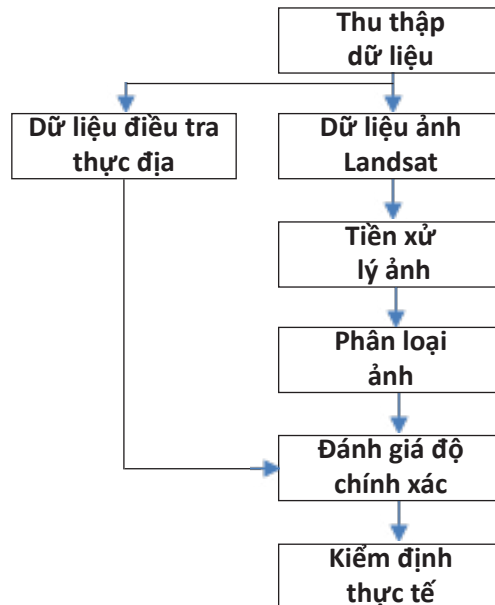 Thu thập
dữ liệu
Dữ liệu điều tra
thực địa
Dữ liệu ảnh
Landsat
Tiền xử
lý ảnh
Phân loại
ảnh
Đánh giá độ
chính xác
Kiểm định
thực tế